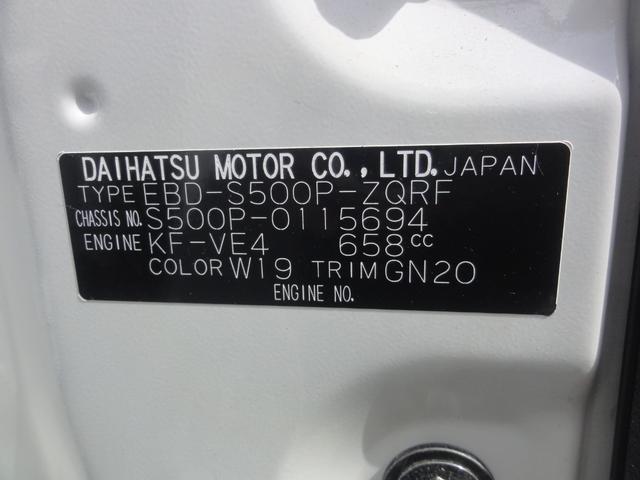 DAIHATSU MOTOR CO., LTD. JAPAN
TYPE EBD-S500P-ZQRF
CHASSIS NO. S500P-0115694
ENGINE KF-VE4 658cc
COLOR W19 TRIM GN20
ENGINE NO.